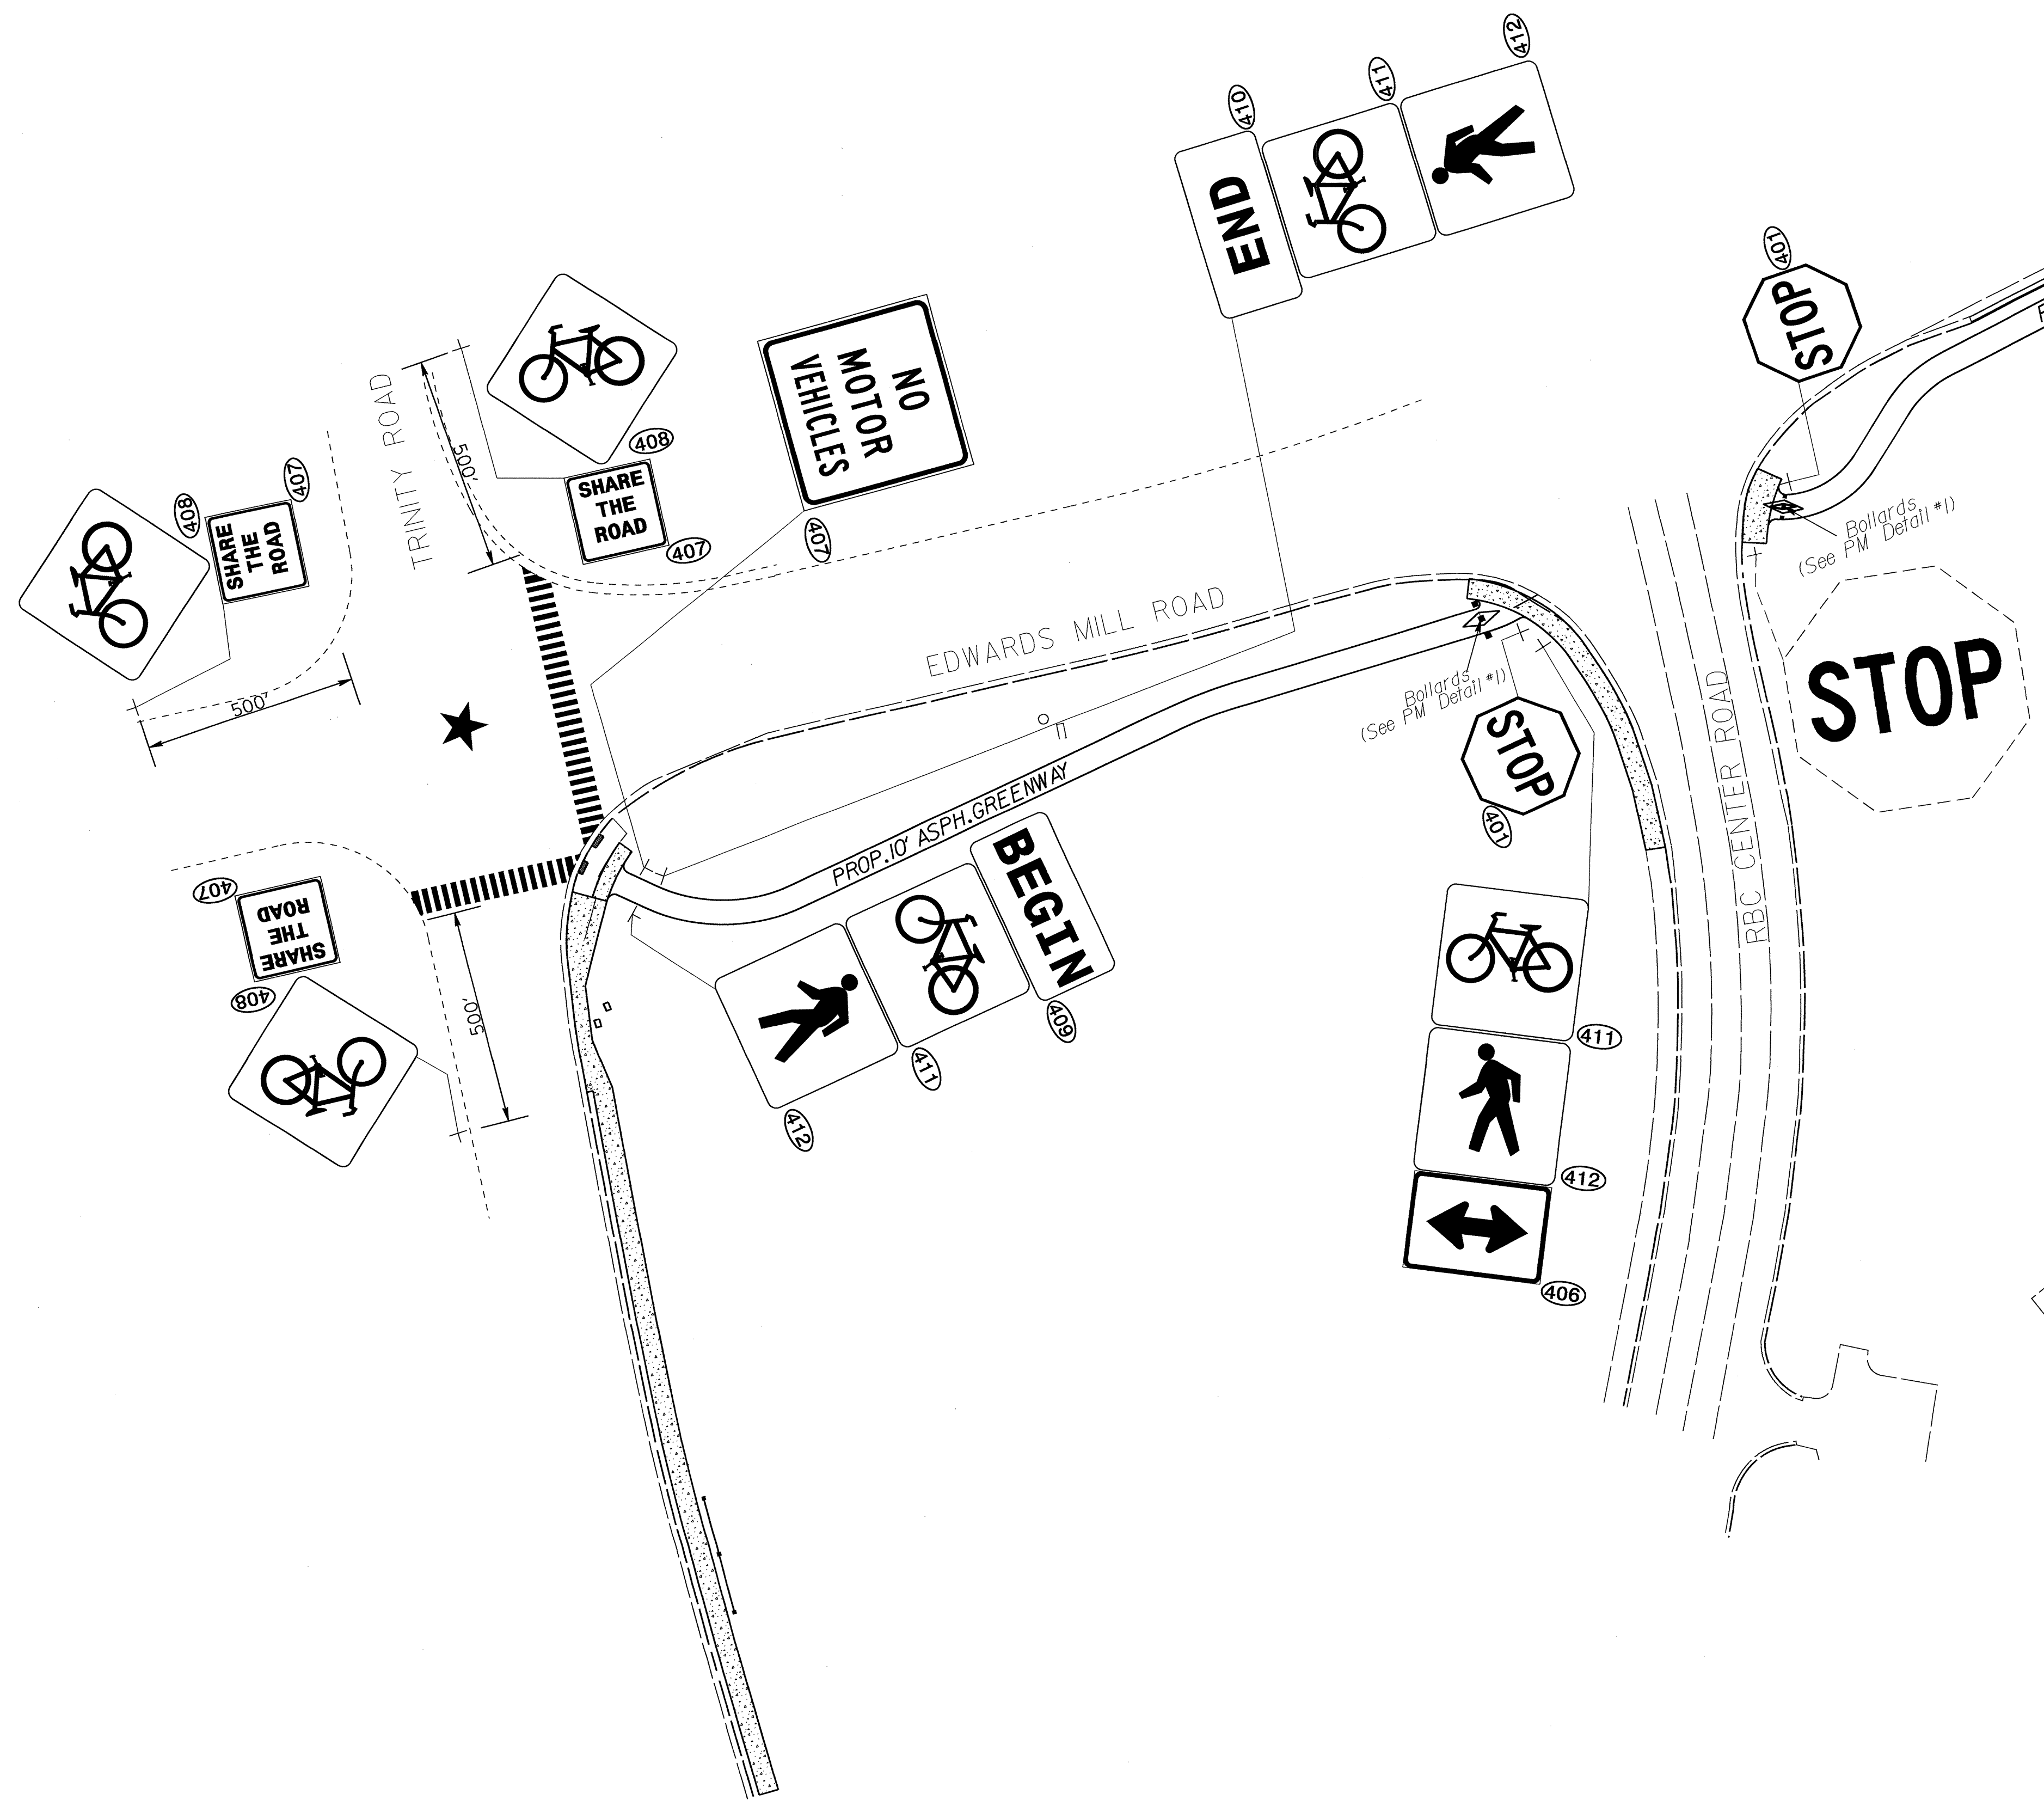 412
411
410
END
401
STOP
TRINITY ROAD
500'
408
SHARE
THE
ROAD
407
NO
MOTOR
VEHICLES
407
408
SHARE
THE
ROAD
407
500'
Bollards
(See PM Detail #1)
EDWARDS MILL ROAD
Bollards
(See PM Detail #1)
STOP
401
STOP
RBC CENTER ROAD
PROP. 10' ASPH. GREENWAY
BEGIN
409
411
412
407
SHARE
THE
ROAD
408
500'
411
412
406